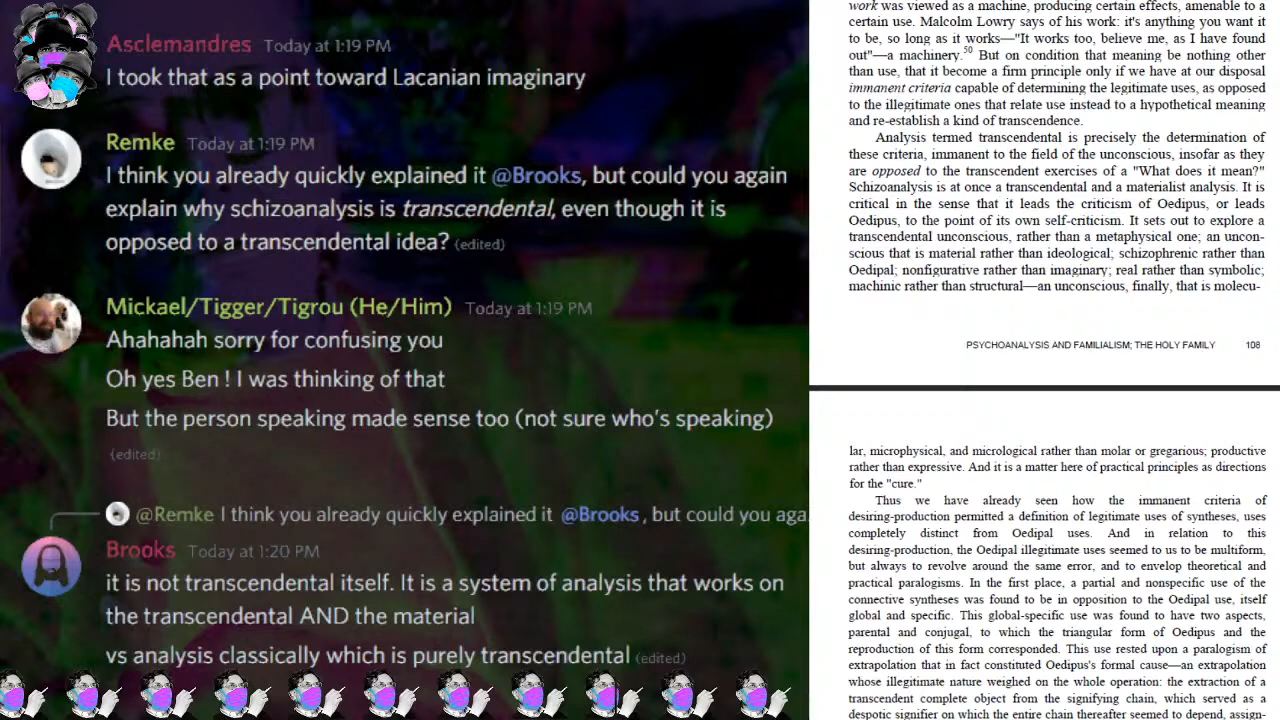 Asclemandres Today at 1:19 PM
I took that as a point toward Lacanian imaginary
Remke Today at 1:19 PM
I think you already quickly explained it @Brooks, but could you again
explain why schizoanalysis is transcendental, even though it is
opposed to a transcendental idea? (edited)
Mickael/Tigger/Tigrou (He/Him) Today at 1:19 PM
Ahahahah sorry for confusing you
Oh yes Ben ! I was thinking of that
But the person speaking made sense too (not sure who's speaking)
(edited)
@Remke I think you already quickly explained it @Brooks , but could you aga
Brooks Today at 1:20 PM
it is not transcendental itself. It is a system of analysis that works on
the transcendental AND the material
vs analysis classically which is purely transcendental (edited)
work was viewed as a machine, producing certain effects, amenable to a
certain use. Malcolm Lowry says of his work: it's anything you want it
to be, so long as it works—"It works too, believe me, as I have found
out"—a machinery.50 But on condition that meaning be nothing other
than use, that it become a firm principle only if we have at our disposal
immanent criteria capable of determining the legitimate uses, as opposed
to the illegitimate ones that relate use instead to a hypothetical meaning
and re-establish a kind of transcendence.
Analysis termed transcendental is precisely the determination of
these criteria, immanent to the field of the unconscious, insofar as they
are opposed to the transcendent exercises of a "What does it mean?"
Schizoanalysis is at once a transcendental and a materialist analysis. It is
critical in the sense that it leads the criticism of Oedipus, or leads
Oedipus, to the point of its own self-criticism. It sets out to explore a
transcendental unconscious, rather than a metaphysical one; an uncon-
scious that is material rather than ideological; schizophrenic rather than
Oedipal; nonfigurative rather than imaginary; real rather than symbolic;
machinic rather than structural—an unconscious, finally, that is molecu-
PSYCHOANALYSIS AND FAMILIALISM; THE HOLY FAMILY 108
lar, microphysical, and micrological rather than molar or gregarious; productive
rather than expressive. And it is a matter here of practical principles as directions
for the "cure."
Thus we have already seen how the immanent criteria of
desiring-production permitted a definition of legitimate uses of syntheses, uses
completely distinct from Oedipal uses. And in relation to this
desiring-production, the Oedipal illegitimate uses seemed to us to be multiform,
but always to revolve around the same error, and to envelop theoretical and
practical paralogisms. In the first place, a partial and nonspecific use of the
connective syntheses was found to be in opposition to the Oedipal use, itself
global and specific. This global-specific use was found to have two aspects,
parental and conjugal, to which the triangular form of Oedipus and the
reproduction of this form corresponded. This use rested upon a paralogism of
extrapolation that in fact constituted Oedipus's formal cause—an extrapolation
whose illegitimate nature weighed on the whole operation: the extraction of a
transcendent complete object from the signifying chain, which served as a
despotic signifier on which the entire chain thereafter seemed to depend, assign-